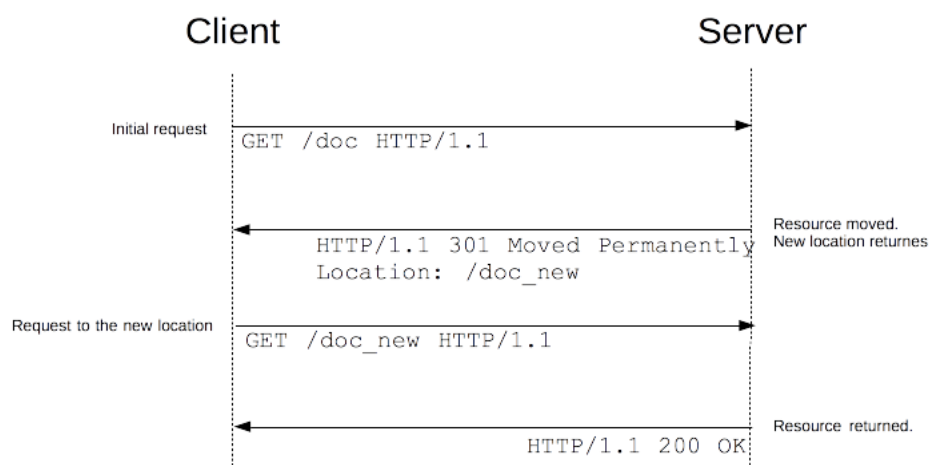 Client
Server
Initial request
GET /doc HTTP/1.1
Resource moved.
New location returnes
HTTP/1.1 301 Moved Permanently
Location: /doc_new
Request to the new location
GET /doc_new HTTP/1.1
Resource returned.
HTTP/1.1 200 OK